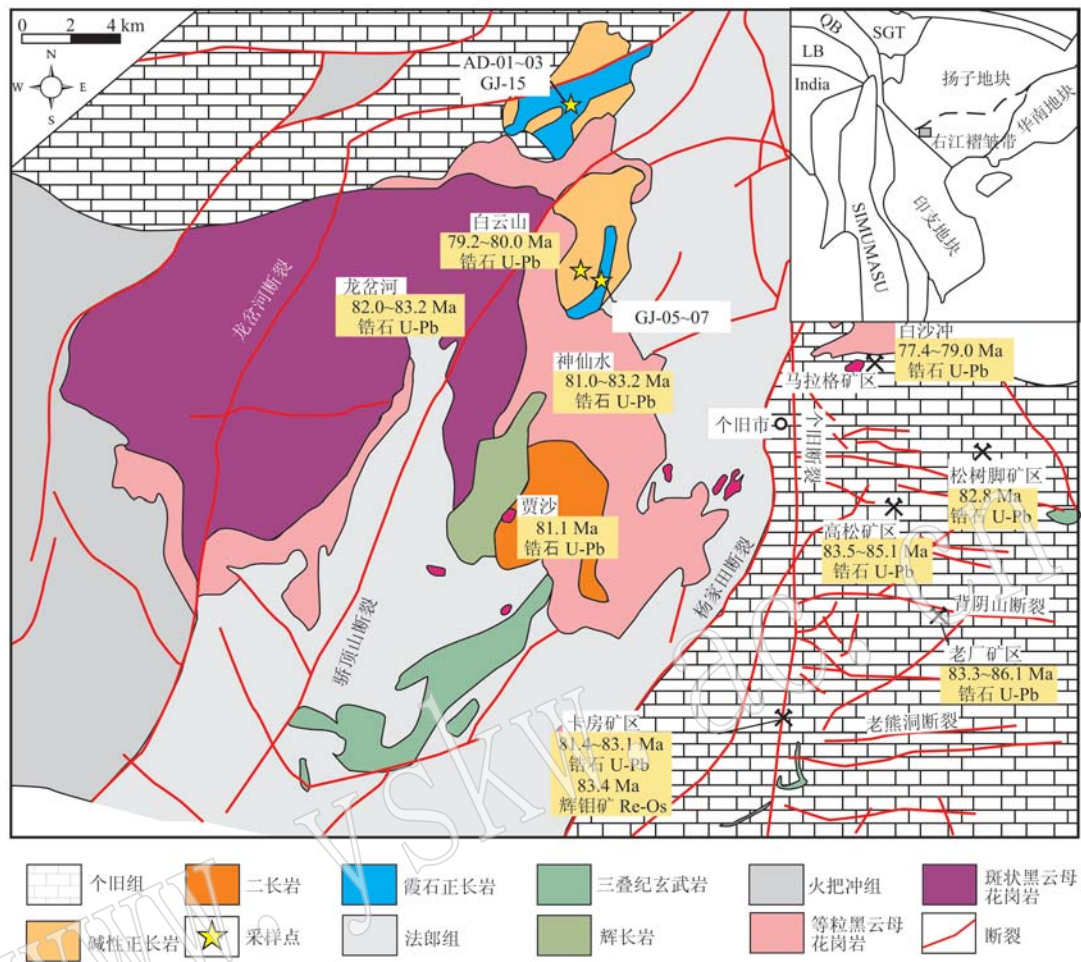 0 2 4 km
N
W E
S
AD-01~03
GJ-15
QB
SGT
LB
India
扬子地块
华南地块
右江褶皱带
印支地块
SIMUMASU
白云山
79.2~80.0 Ma
锆石 U-Pb
龙岔河断裂
龙岔河
82.0~83.2 Ma
锆石 U-Pb
GJ-05~07
神仙水
81.0~83.2 Ma
锆石 U-Pb
白沙冲
77.4~79.0 Ma
锆石 U-Pb
马拉格矿区
个旧市
个旧断裂
松树脚矿区
82.8 Ma
锆石 U-Pb
贾沙
81.1 Ma
锆石 U-Pb
高松矿区
83.5~85.1 Ma
锆石 U-Pb
杨家田断裂
背阴山断裂
骄顶山断裂
老厂矿区
83.3~86.1 Ma
锆石 U-Pb
卡房矿区
81.4~83.1 Ma
锆石 U-Pb
83.4 Ma
辉钼矿 Re-Os
老熊洞断裂
个旧组
二长岩
霞石正长岩
三叠纪玄武岩
火把冲组
斑状黑云母
花岗岩
碱性正长岩
采样点
法郎组
辉长岩
等粒黑云母
花岗岩
断裂
www.yskw.ac.cn